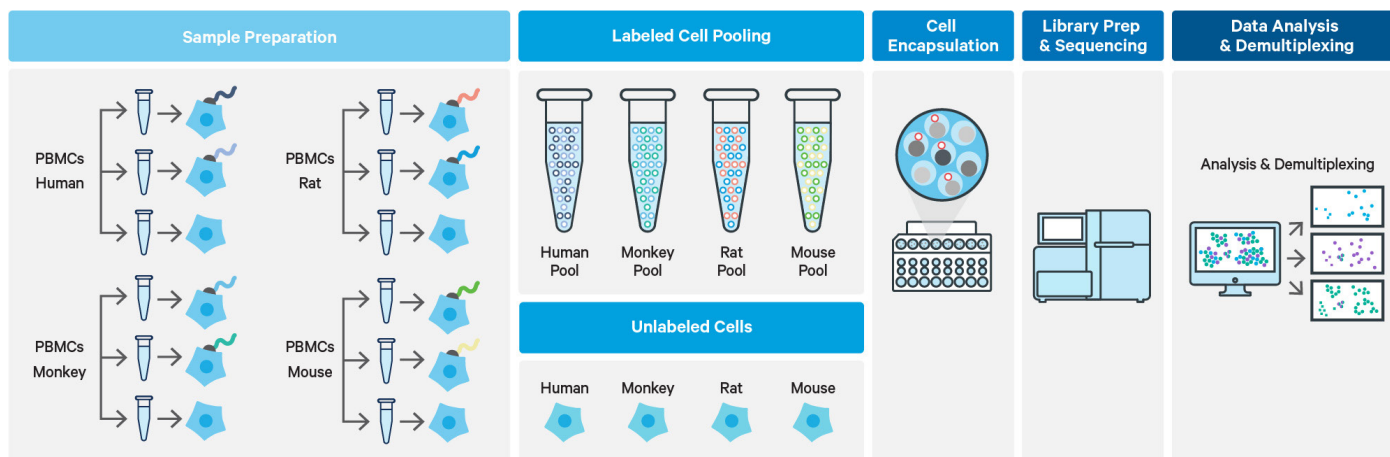 Sample Preparation
PBMCs
Human
PBMCs
Rat
PBMCs
Monkey
PBMCs
Mouse
Labeled Cell Pooling
Human
Pool
Monkey
Pool
Rat
Pool
Mouse
Pool
Unlabeled Cells
Human
Monkey
Rat
Mouse
Cell
Encapsulation
Library Prep
& Sequencing
Data Analysis
& Demultiplexing
Analysis & Demultiplexing